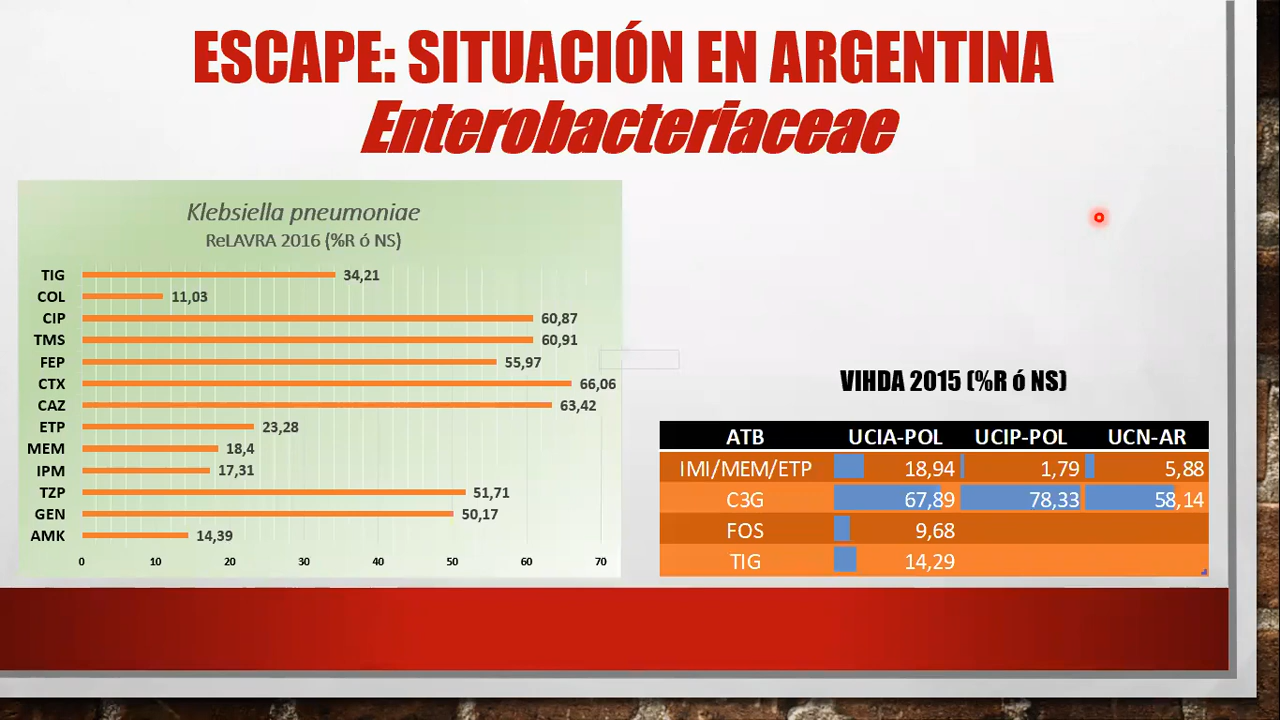 ESCAPE: SITUACIÓN EN ARGENTINA
Enterobacteriaceae
Klebsiella pneumoniae
ReLAVRA 2016 (%R ó NS)
TIG 34,21
COL 11,03
CIP 60,87
TMS 60,91
FEP 55,97
CTX 66,06
CAZ 63,42
ETP 23,28
MEM 18,4
IPM 17,31
TZP 51,71
GEN 50,17
AMK 14,39
0 10 20 30 40 50 60 70
VIHDA 2015 (%R ó NS)
ATB UCIA-POL UCIP-POL UCN-AR
IMI/MEM/ETP 18,94 1,79 5,88
C3G 67,89 78,33 58,14
FOS 9,68
TIG 14,29